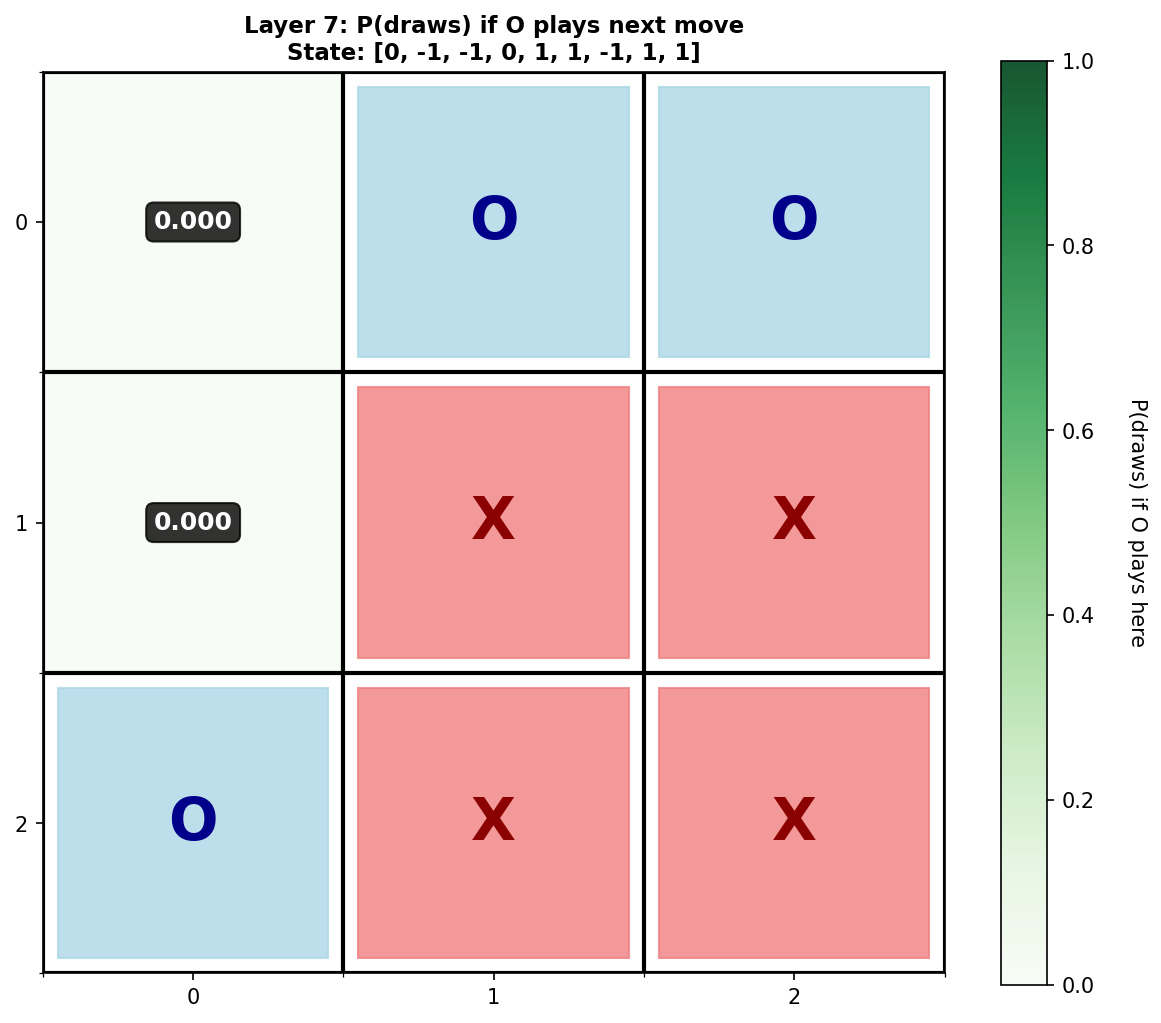 Layer 7: P(draws) if O plays next move
State: [0, -1, -1, 0, 1, 1, -1, 1, 1]
0
0.000
O
O
1
0.000
X
X
2
O
X
X
0
1
2
1.0
0.8
0.6
0.4
0.2
0.0
P(draws) if O plays here